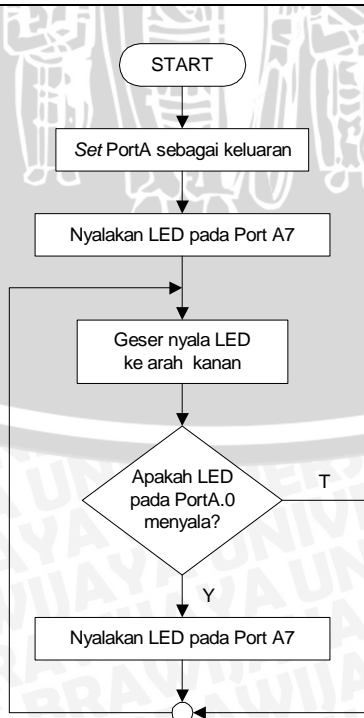 START
Set PortA sebagai keluaran
Nyalakan LED pada Port A7
Geser nyala LED
ke arah kanan
Apakah LED
pada PortA.0
menyala?
T
Y
Nyalakan LED pada Port A7